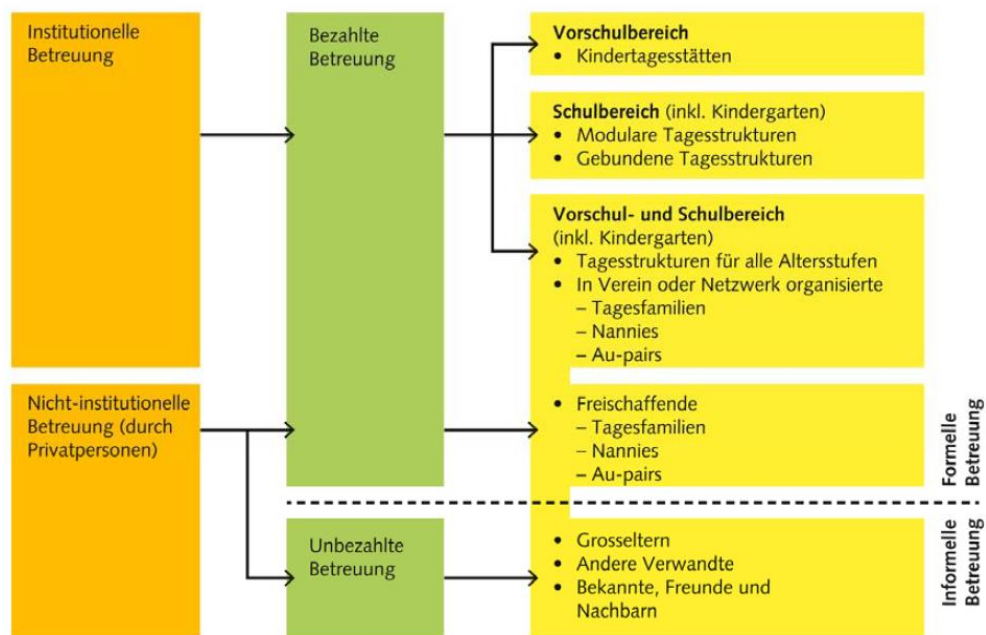 Institutionelle
Betreuung
Bezahlte
Betreuung
Vorschulbereich
• Kindertagesstätten
Schulbereich (inkl. Kindergarten)
• Modulare Tagesstrukturen
• Gebundene Tagesstrukturen
Vorschul- und Schulbereich
(inkl. Kindergarten)
• Tagesstrukturen für alle Altersstufen
• In Verein oder Netzwerk organisierte
– Tagesfamilien
– Nannies
– Au-pairs
Nicht-institutionelle
Betreuung (durch
Privatpersonen)
• Freischaffende
– Tagesfamilien
– Nannies
– Au-pairs
Formelle
Betreuung
Unbezahlte
Betreuung
• Grosseltern
• Andere Verwandte
• Bekannte, Freunde und
Nachbarn
Informelle
Betreuung